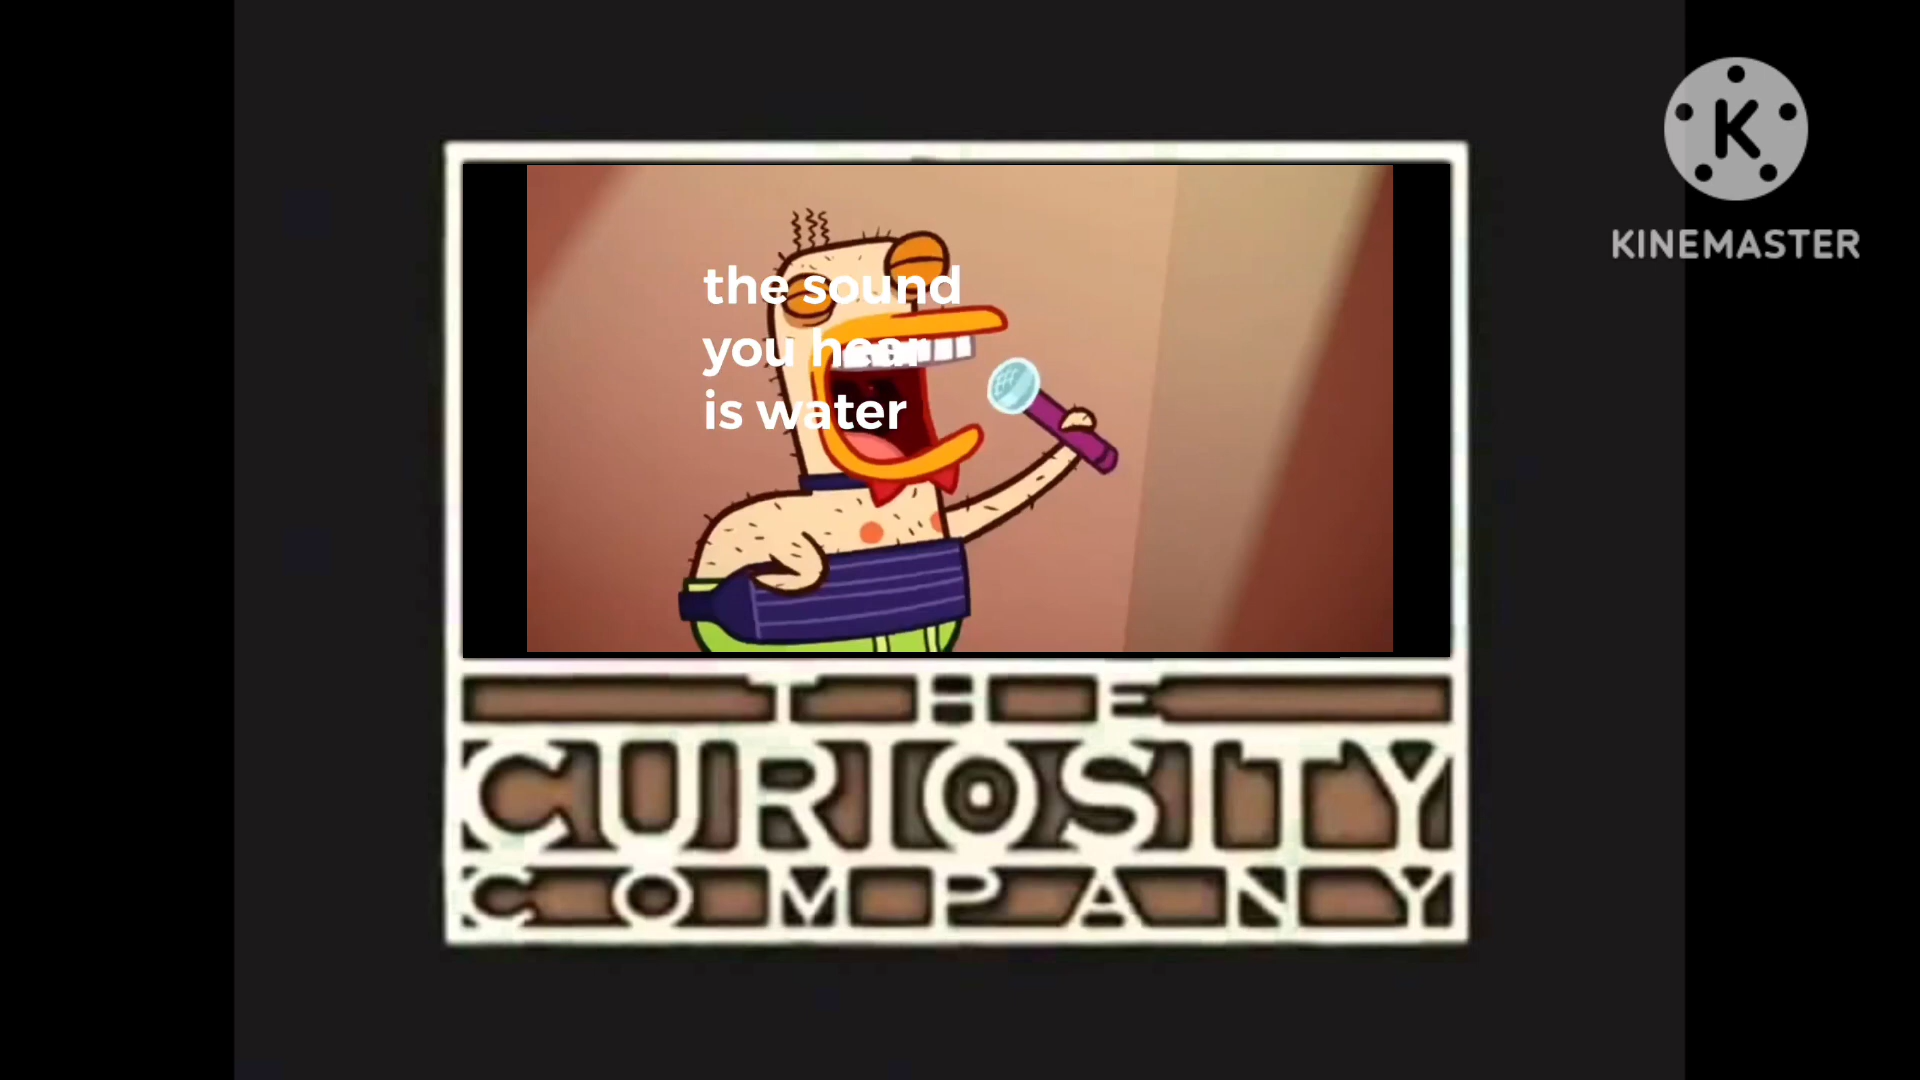 the sound
you hear
is water
K
KINEMASTER
THE
CURIOSITY
COMPANY